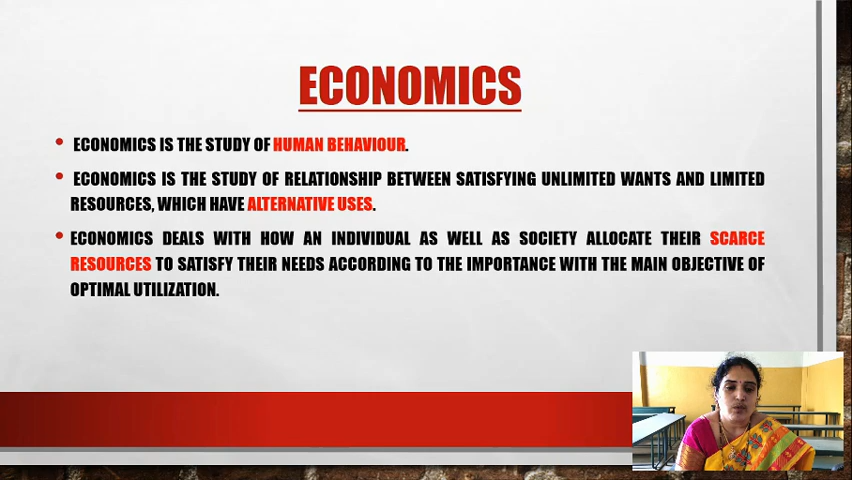 ECONOMICS
• ECONOMICS IS THE STUDY OF HUMAN BEHAVIOUR.
• ECONOMICS IS THE STUDY OF RELATIONSHIP BETWEEN SATISFYING UNLIMITED WANTS AND LIMITED
RESOURCES, WHICH HAVE ALTERNATIVE USES.
• ECONOMICS DEALS WITH HOW AN INDIVIDUAL AS WELL AS SOCIETY ALLOCATE THEIR SCARCE
RESOURCES TO SATISFY THEIR NEEDS ACCORDING TO THE IMPORTANCE WITH THE MAIN OBJECTIVE OF
OPTIMAL UTILIZATION.